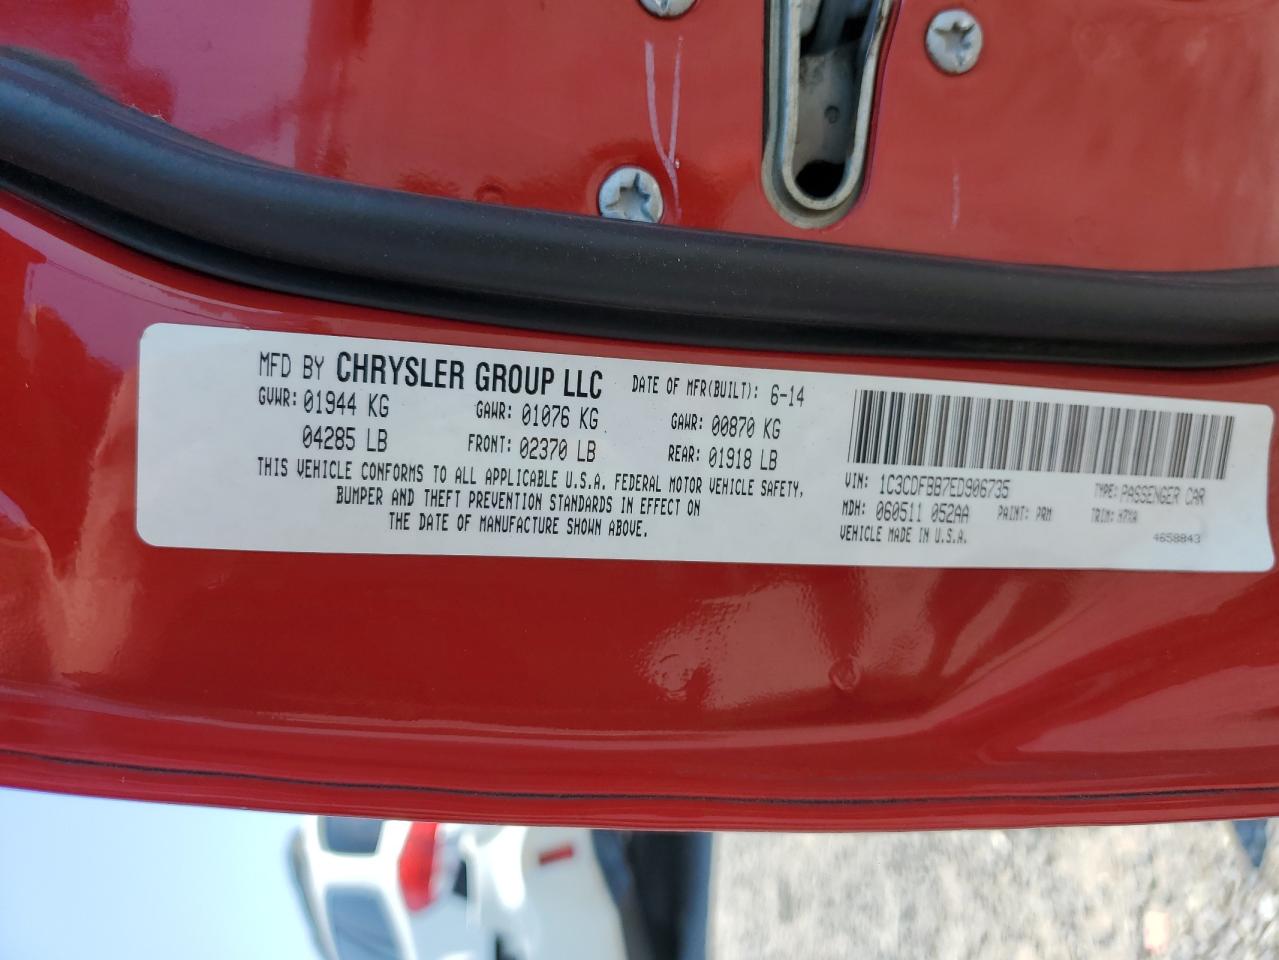 MFD BY CHRYSLER GROUP LLC DATE OF MFR(BUILT): 6-14
GVWR: 01944 KG GAWR: 01076 KG GAWR: 00870 KG
04285 LB FRONT: 02370 LB REAR: 01918 LB
THIS VEHICLE CONFORMS TO ALL APPLICABLE U.S.A. FEDERAL MOTOR VEHICLE SAFETY,
BUMPER AND THEFT PREVENTION STANDARDS IN EFFECT ON
THE DATE OF MANUFACTURE SHOWN ABOVE.
VIN: 1C3CDFBB7ED906735 TYPE: PASSENGER CAR
MDH: 060511 052AA PAINT: PRM TRIM: H7XA
VEHICLE MADE IN U.S.A. 4658843